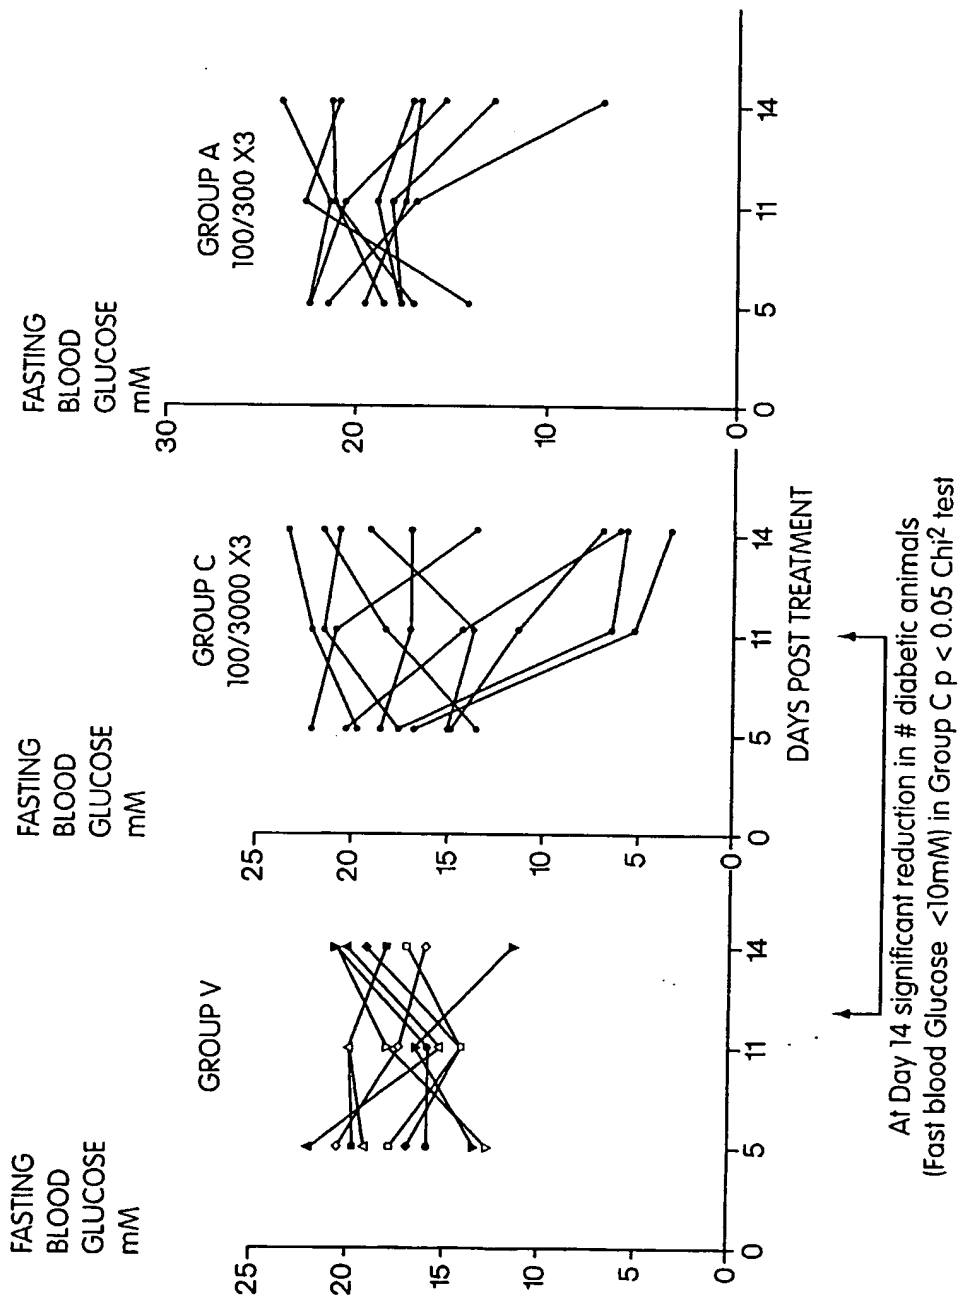 FASTING
BLOOD
GLUCOSE
mM
GROUP V
25
20
15
10
5
0
0
5
11
14
FASTING
BLOOD
GLUCOSE
mM
GROUP C
100/3000 X3
25
20
15
10
5
0
0
5
11
14
DAYS POST TREATMENT
FASTING
BLOOD
GLUCOSE
mM
GROUP A
100/300 X3
30
20
10
0
0
5
11
14
At Day 14 significant reduction in # diabetic animals
(Fast blood Glucose <10mM) in Group C p < 0.05 Chi² test